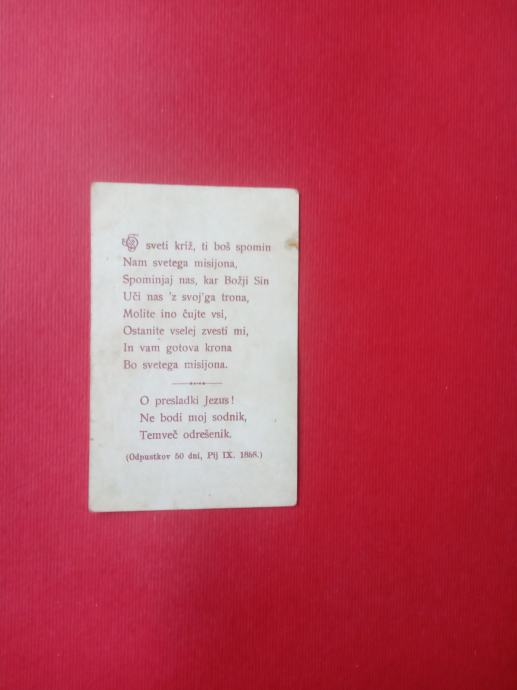 O sveti križ, ti boš spomin
Nam svetega misijona,
Spominjaj nas, kar Božji Sin
Uči nas 'z svoj'ga trona,
Molite ino čujte vsi,
Ostanite vselej zvesti mi,
In vam gotova krona
Bo svetega misijona.
O presladki Jezus!
Ne bodi moj sodnik,
Temveč odrešenik.
(Odpustkov 50 dni, Pij IX. 1868.)